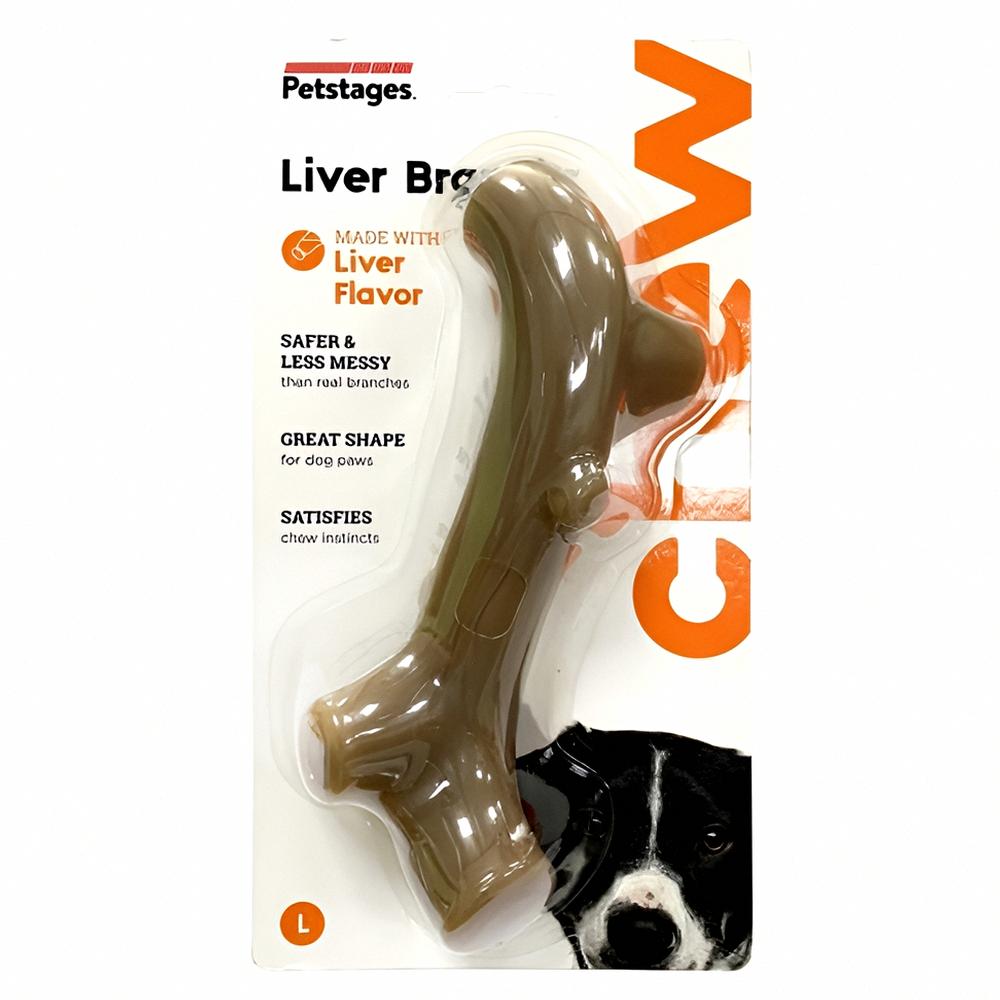 Petstages.
Liver Bra
MADE WITH
Liver
Flavor
SAFER &
LESS MESSY
than real branches
GREAT SHAPE
for dog paws
SATISFIES
chew instincts
L
chew